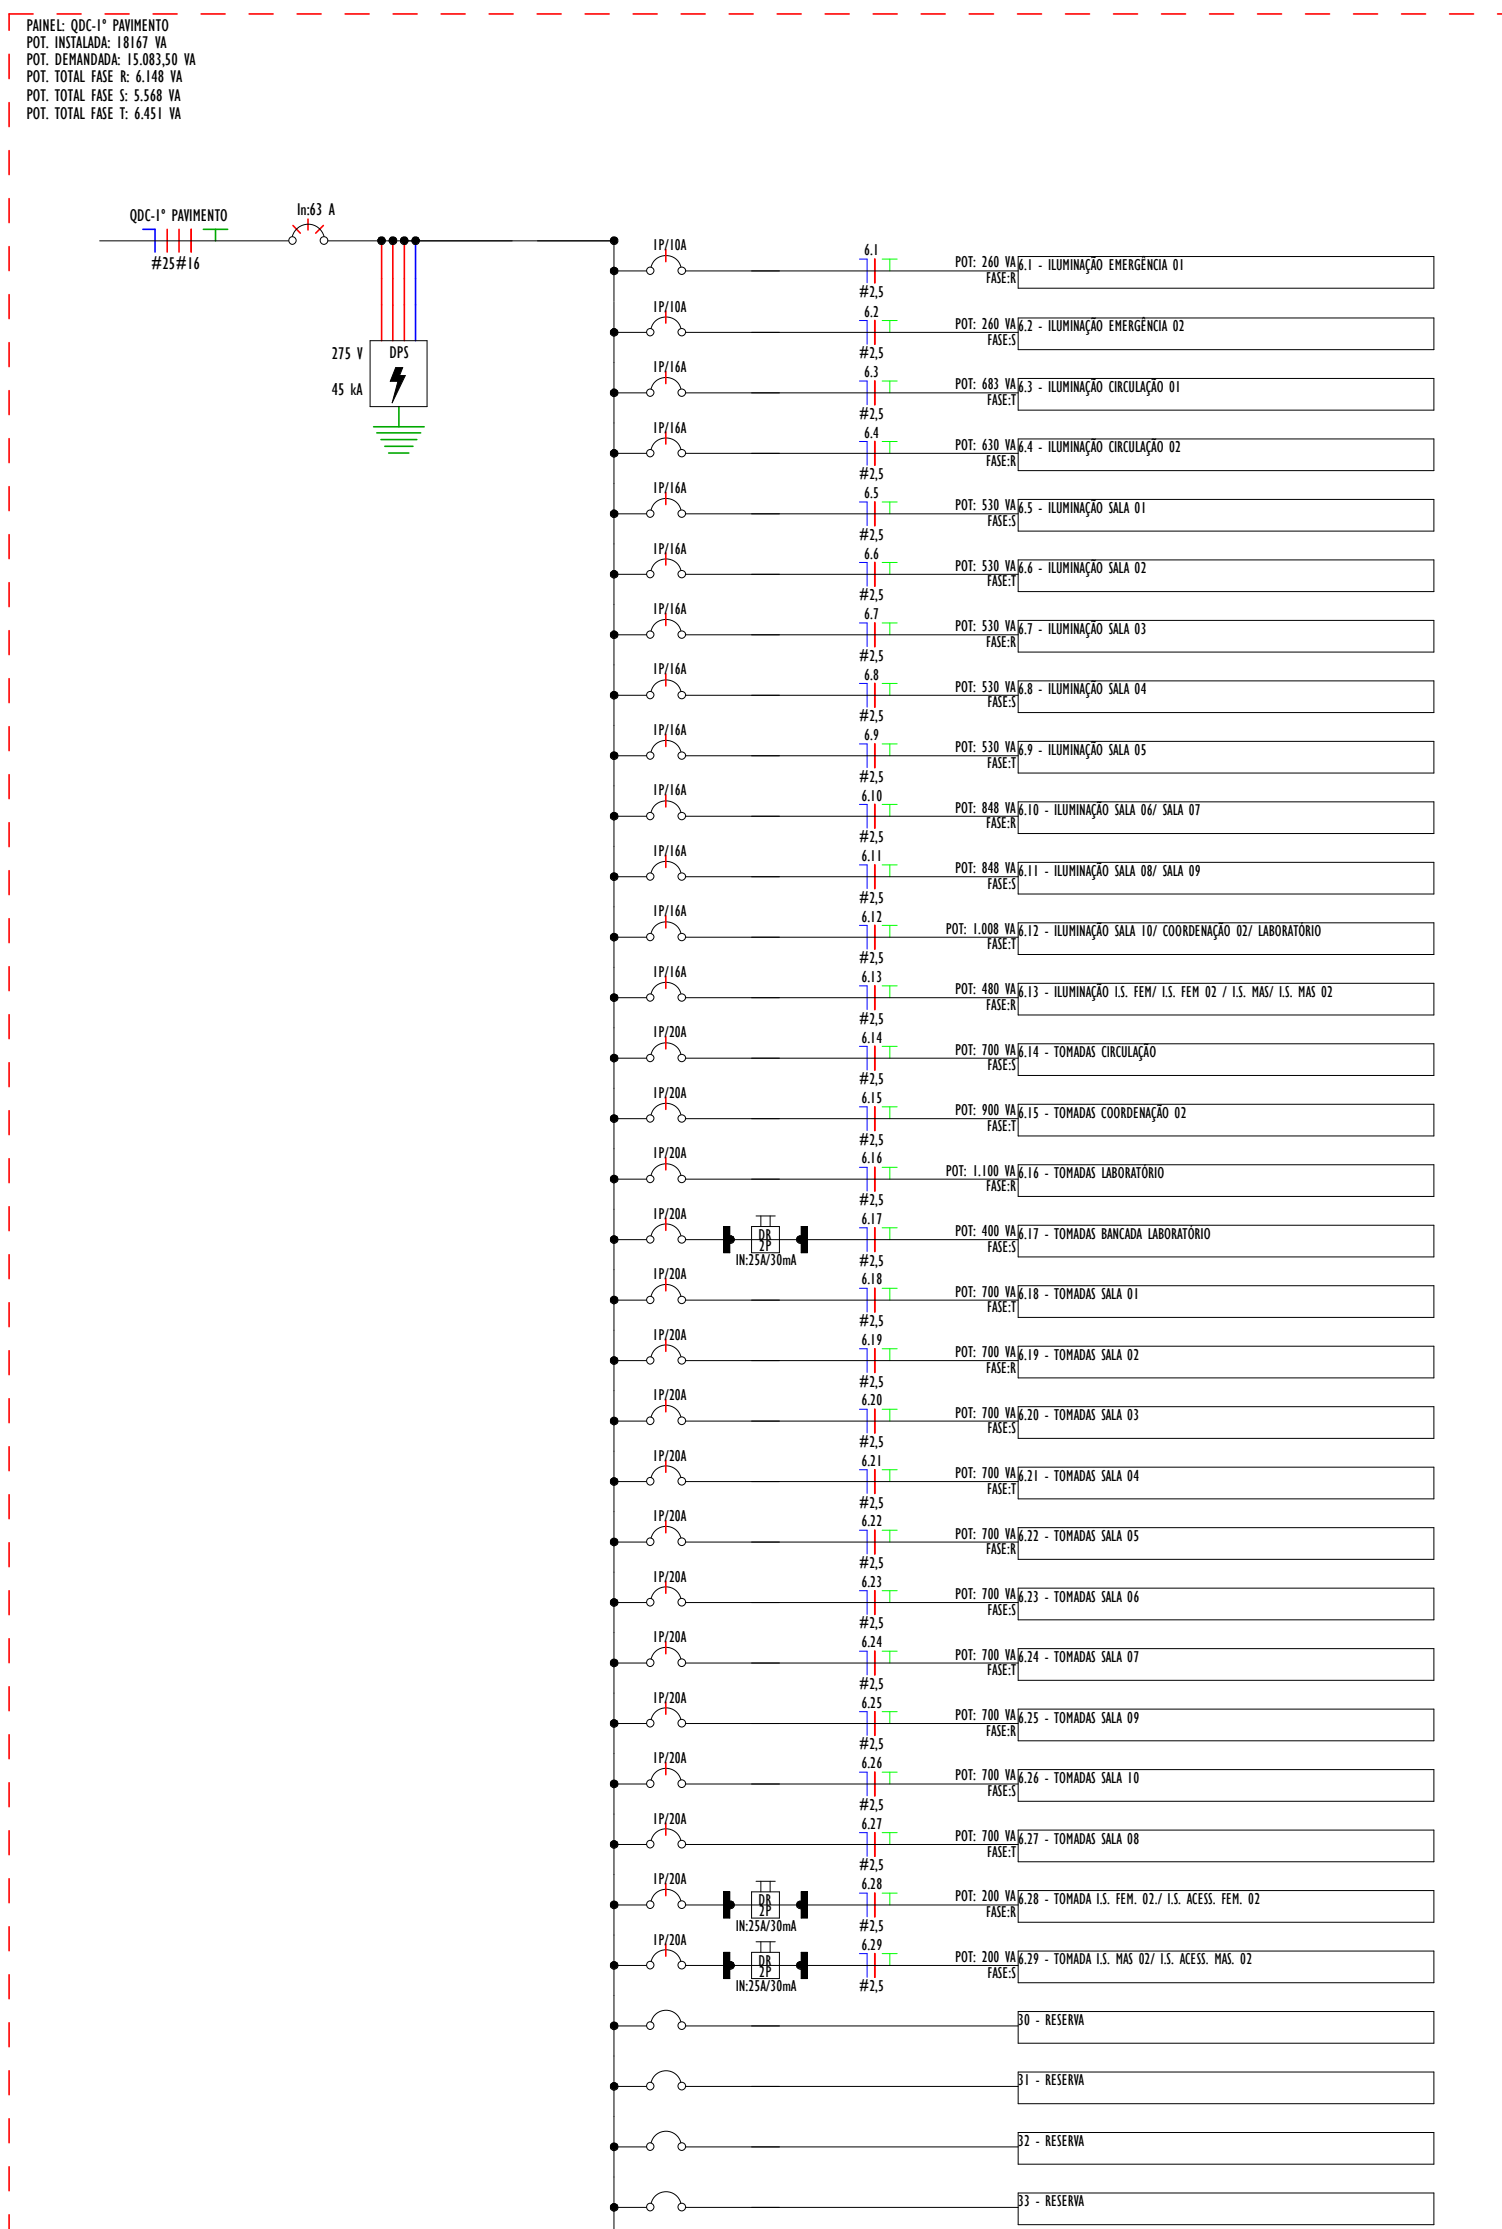 PAINEL: QDC-1° PAVIMENTO
POT. INSTALADA: 18167 VA
POT. DEMANDADA: 15.083,50 VA
POT. TOTAL FASE R: 6.148 VA
POT. TOTAL FASE S: 5.568 VA
POT. TOTAL FASE T: 6.451 VA
QDC-1° PAVIMENTO
In:63 A
#25#16
275 V
DPS
45 kA
1P/10A
6.1
#2,5
POT: 260 VA
FASE:R
6.1 - ILUMINAÇÃO EMERGÊNCIA 01
1P/10A
6.2
#2,5
POT: 260 VA
FASE:S
6.2 - ILUMINAÇÃO EMERGÊNCIA 02
1P/16A
6.3
#2,5
POT: 683 VA
FASE:T
6.3 - ILUMINAÇÃO CIRCULAÇÃO 01
1P/16A
6.4
#2,5
POT: 630 VA
FASE:R
6.4 - ILUMINAÇÃO CIRCULAÇÃO 02
1P/16A
6.5
#2,5
POT: 530 VA
FASE:S
6.5 - ILUMINAÇÃO SALA 01
1P/16A
6.6
#2,5
POT: 530 VA
FASE:T
6.6 - ILUMINAÇÃO SALA 02
1P/16A
6.7
#2,5
POT: 530 VA
FASE:R
6.7 - ILUMINAÇÃO SALA 03
1P/16A
6.8
#2,5
POT: 530 VA
FASE:S
6.8 - ILUMINAÇÃO SALA 04
1P/16A
6.9
#2,5
POT: 530 VA
FASE:T
6.9 - ILUMINAÇÃO SALA 05
1P/16A
6.10
#2,5
POT: 848 VA
FASE:R
6.10 - ILUMINAÇÃO SALA 06/ SALA 07
1P/16A
6.11
#2,5
POT: 848 VA
FASE:S
6.11 - ILUMINAÇÃO SALA 08/ SALA 09
1P/16A
6.12
#2,5
POT: 1.008 VA
FASE:T
6.12 - ILUMINAÇÃO SALA 10/ COORDENAÇÃO 02/ LABORATÓRIO
1P/16A
6.13
#2,5
POT: 480 VA
FASE:R
6.13 - ILUMINAÇÃO I.S. FEM/ I.S. FEM 02 / I.S. MAS/ I.S. MAS 02
1P/20A
6.14
#2,5
POT: 700 VA
FASE:S
6.14 - TOMADAS CIRCULAÇÃO
1P/20A
6.15
#2,5
POT: 900 VA
FASE:T
6.15 - TOMADAS COORDENAÇÃO 02
1P/20A
6.16
#2,5
POT: 1.100 VA
FASE:R
6.16 - TOMADAS LABORATÓRIO
1P/20A
DR
2P
IN:25A/30mA
6.17
#2,5
POT: 400 VA
FASE:S
6.17 - TOMADAS BANCADA LABORATÓRIO
1P/20A
6.18
#2,5
POT: 700 VA
FASE:T
6.18 - TOMADAS SALA 01
1P/20A
6.19
#2,5
POT: 700 VA
FASE:R
6.19 - TOMADAS SALA 02
1P/20A
6.20
#2,5
POT: 700 VA
FASE:S
6.20 - TOMADAS SALA 03
1P/20A
6.21
#2,5
POT: 700 VA
FASE:T
6.21 - TOMADAS SALA 04
1P/20A
6.22
#2,5
POT: 700 VA
FASE:R
6.22 - TOMADAS SALA 05
1P/20A
6.23
#2,5
POT: 700 VA
FASE:S
6.23 - TOMADAS SALA 06
1P/20A
6.24
#2,5
POT: 700 VA
FASE:T
6.24 - TOMADAS SALA 07
1P/20A
6.25
#2,5
POT: 700 VA
FASE:R
6.25 - TOMADAS SALA 09
1P/20A
6.26
#2,5
POT: 700 VA
FASE:S
6.26 - TOMADAS SALA 10
1P/20A
6.27
#2,5
POT: 700 VA
FASE:T
6.27 - TOMADAS SALA 08
1P/20A
DR
2P
IN:25A/30mA
6.28
#2,5
POT: 200 VA
FASE:R
6.28 - TOMADA I.S. FEM. 02./ I.S. ACESS. FEM. 02
1P/20A
DR
2P
IN:25A/30mA
6.29
#2,5
POT: 200 VA
FASE:S
6.29 - TOMADA I.S. MAS 02/ I.S. ACESS. MAS. 02
30 - RESERVA
31 - RESERVA
32 - RESERVA
33 - RESERVA